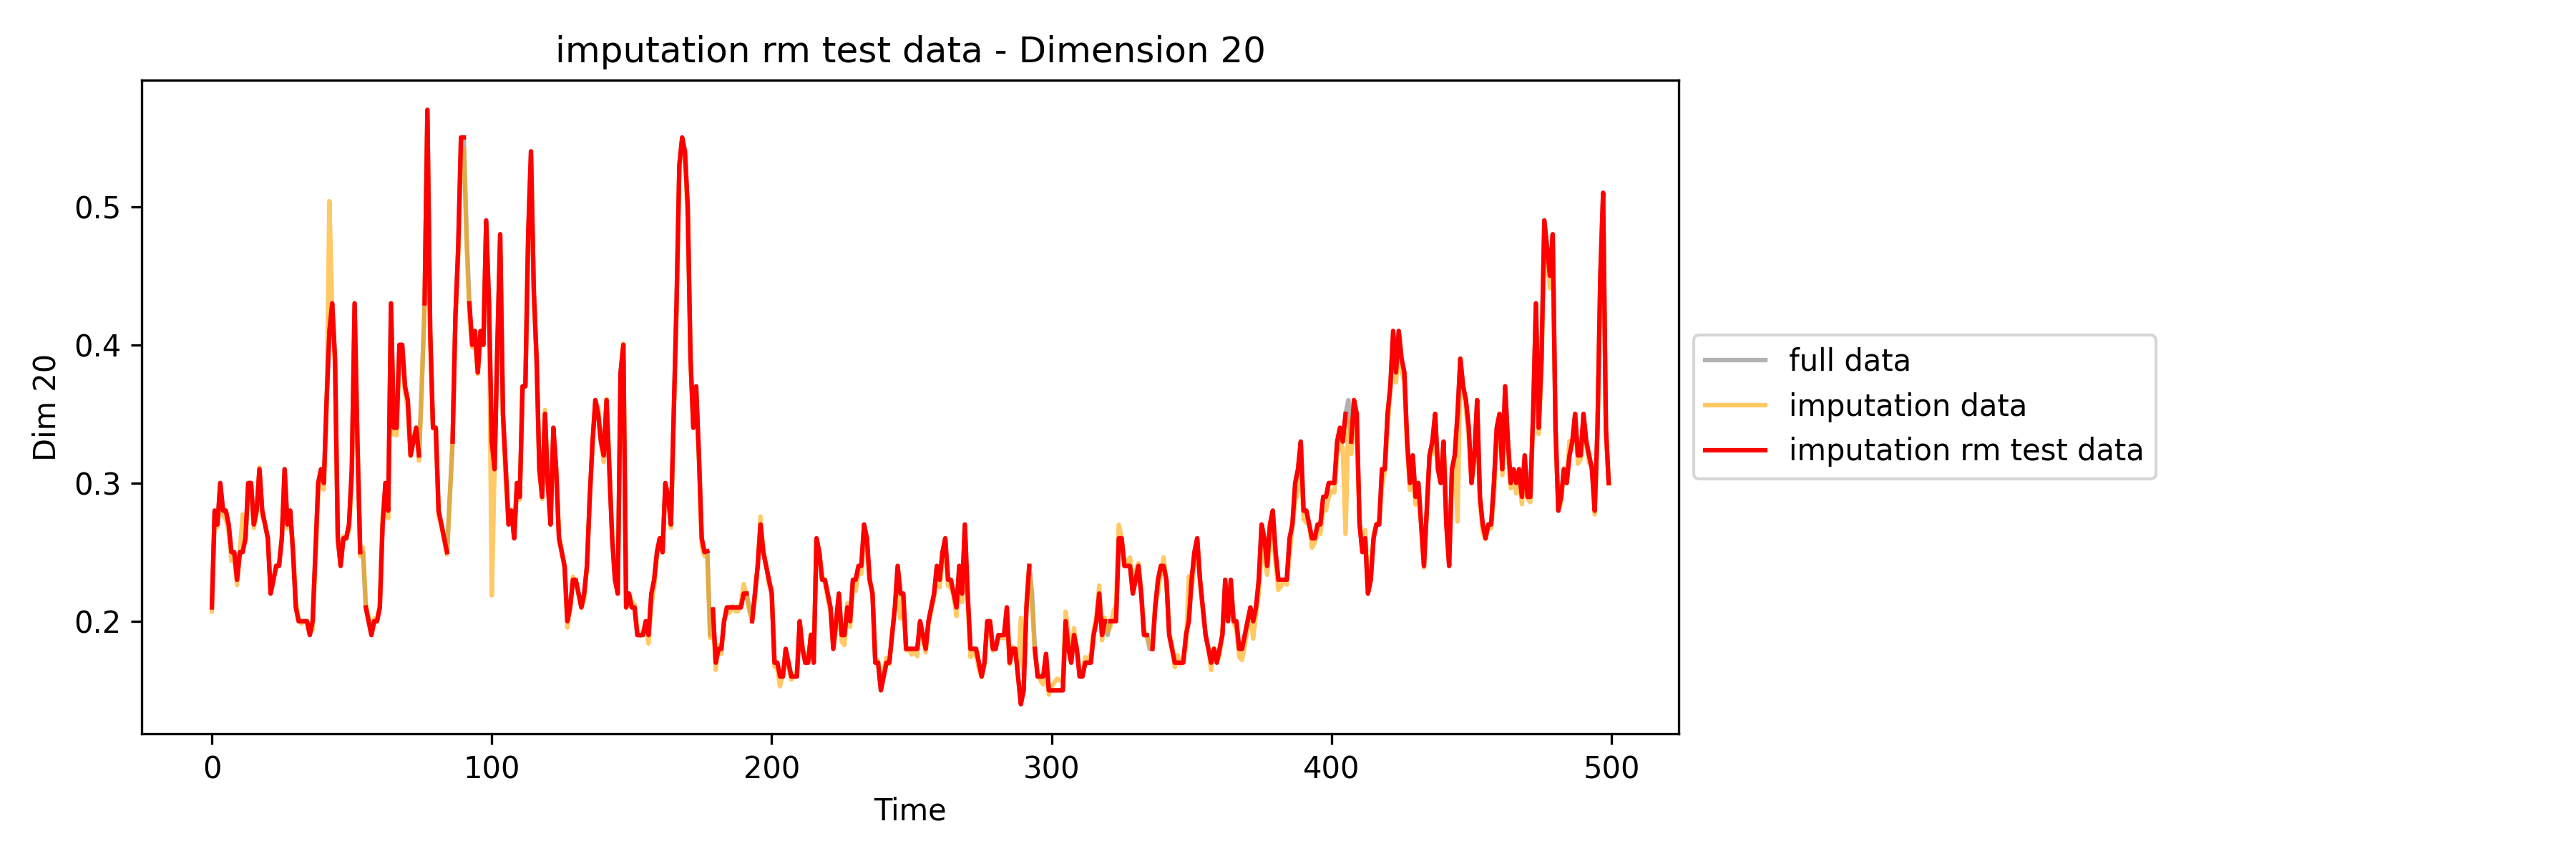 imputation rm test data - Dimension 20
Dim 20
0.5
0.4
0.3
0.2
0 100 200 300 400 500
Time
full data
imputation data
imputation rm test data